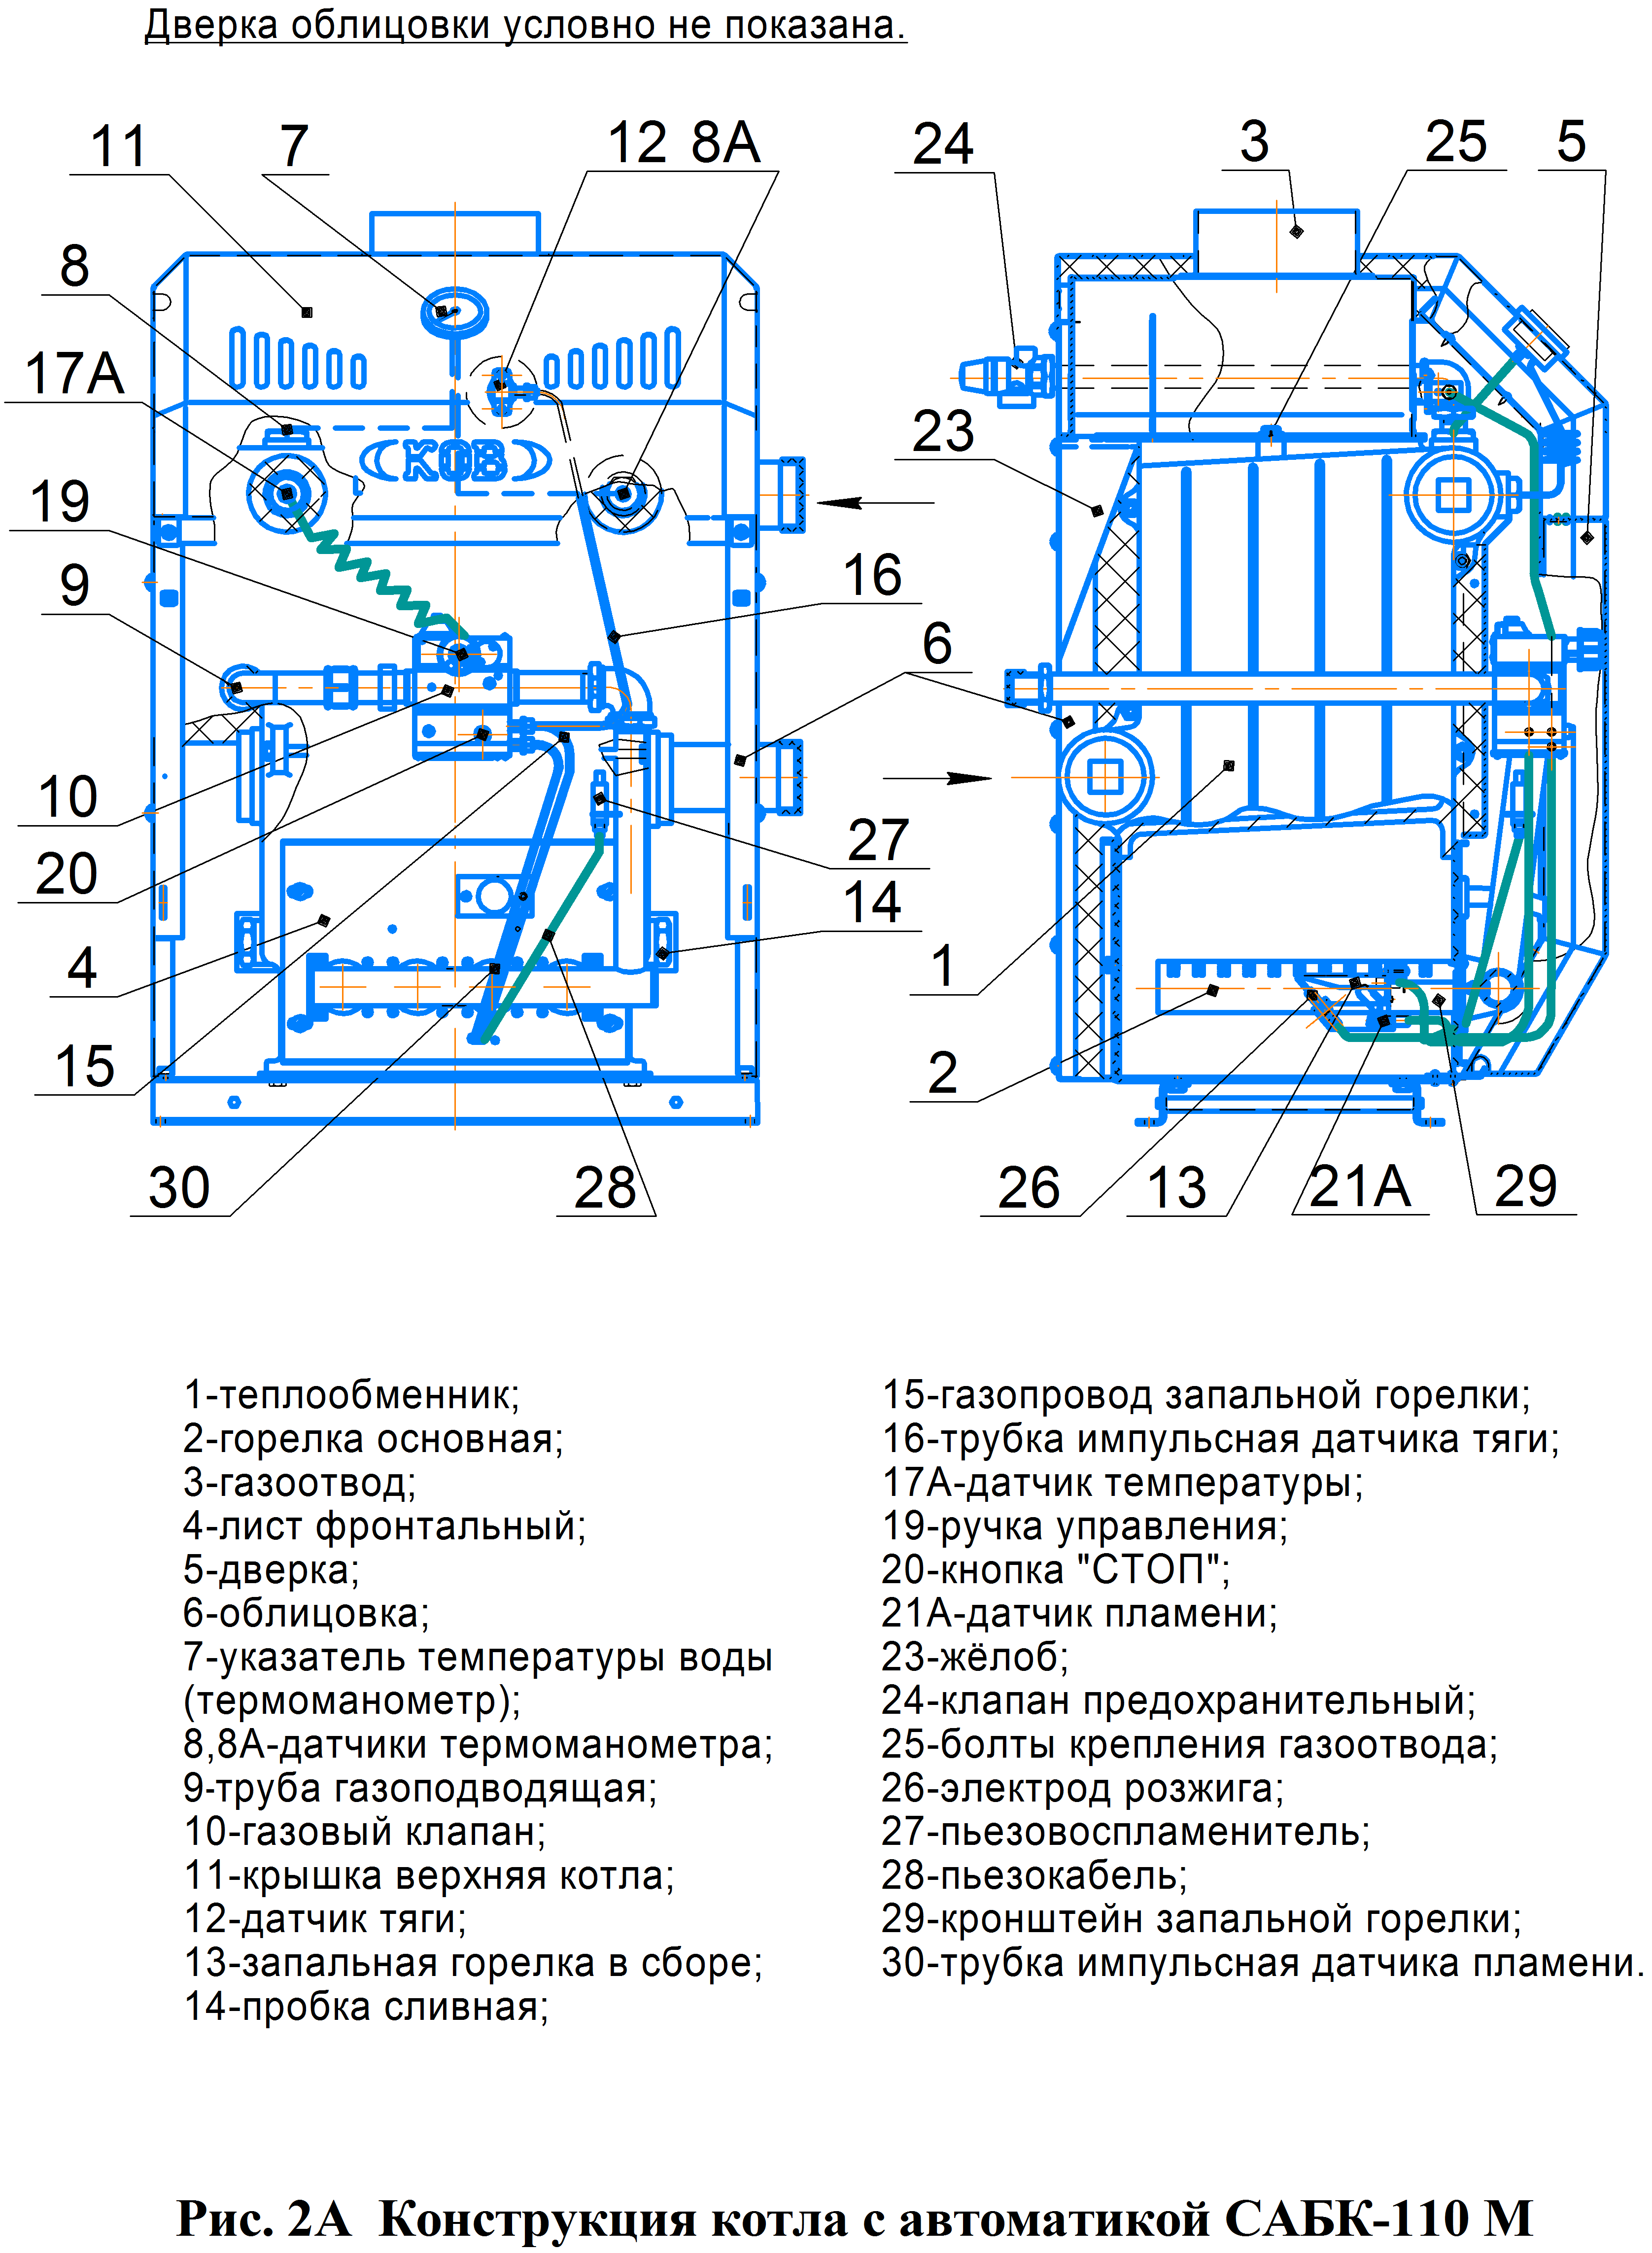 Дверка облицовки условно не показана.
11
7
12
8А
24
3
25
5
8
17А
23
КОВ
19
9
16
6
10
20
27
14
4
1
15
2
30
28
26
13
21А
29
1-теплообменник;
2-горелка основная;
3-газоотвод;
4-лист фронтальный;
5-дверка;
6-облицовка;
7-указатель температуры воды
(термоманометр);
8,8А-датчики термоманометра;
9-труба газоподводящая;
10-газовый клапан;
11-крышка верхняя котла;
12-датчик тяги;
13-запальная горелка в сборе;
14-пробка сливная;
15-газопровод запальной горелки;
16-трубка импульсная датчика тяги;
17А-датчик температуры;
19-ручка управления;
20-кнопка "СТОП";
21А-датчик пламени;
23-жёлоб;
24-клапан предохранительный;
25-болты крепления газоотвода;
26-электрод розжига;
27-пьезовоспламенитель;
28-пьезокабель;
29-кронштейн запальной горелки;
30-трубка импульсная датчика пламени.
Рис. 2А Конструкция котла с автоматикой САБК-110 М